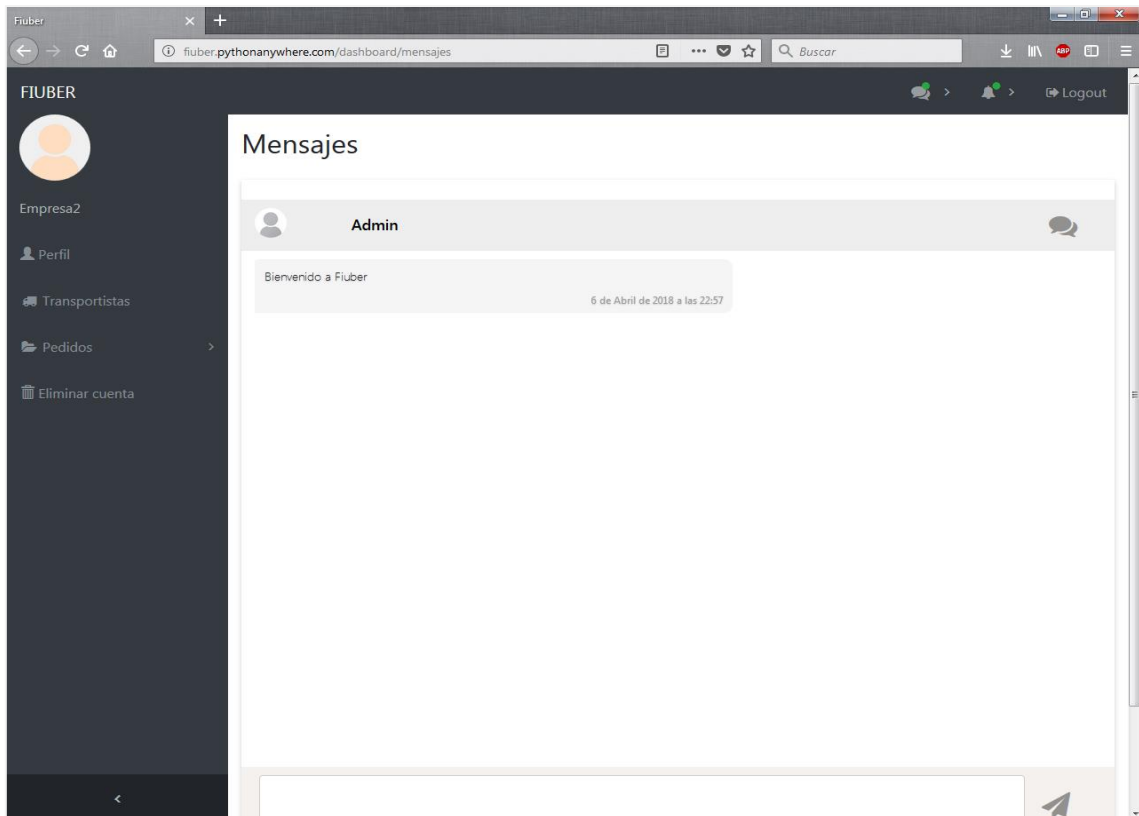 Fiuber
fiuber.pythonanywhere.com/dashboard/mensajes
Buscar
ABP
FIUBER
Logout
Mensajes
Empresa2
Admin
Perfil
Bienvenido a Fiuber
6 de Abril de 2018 a las 22:57
Transportistas
Pedidos
Eliminar cuenta